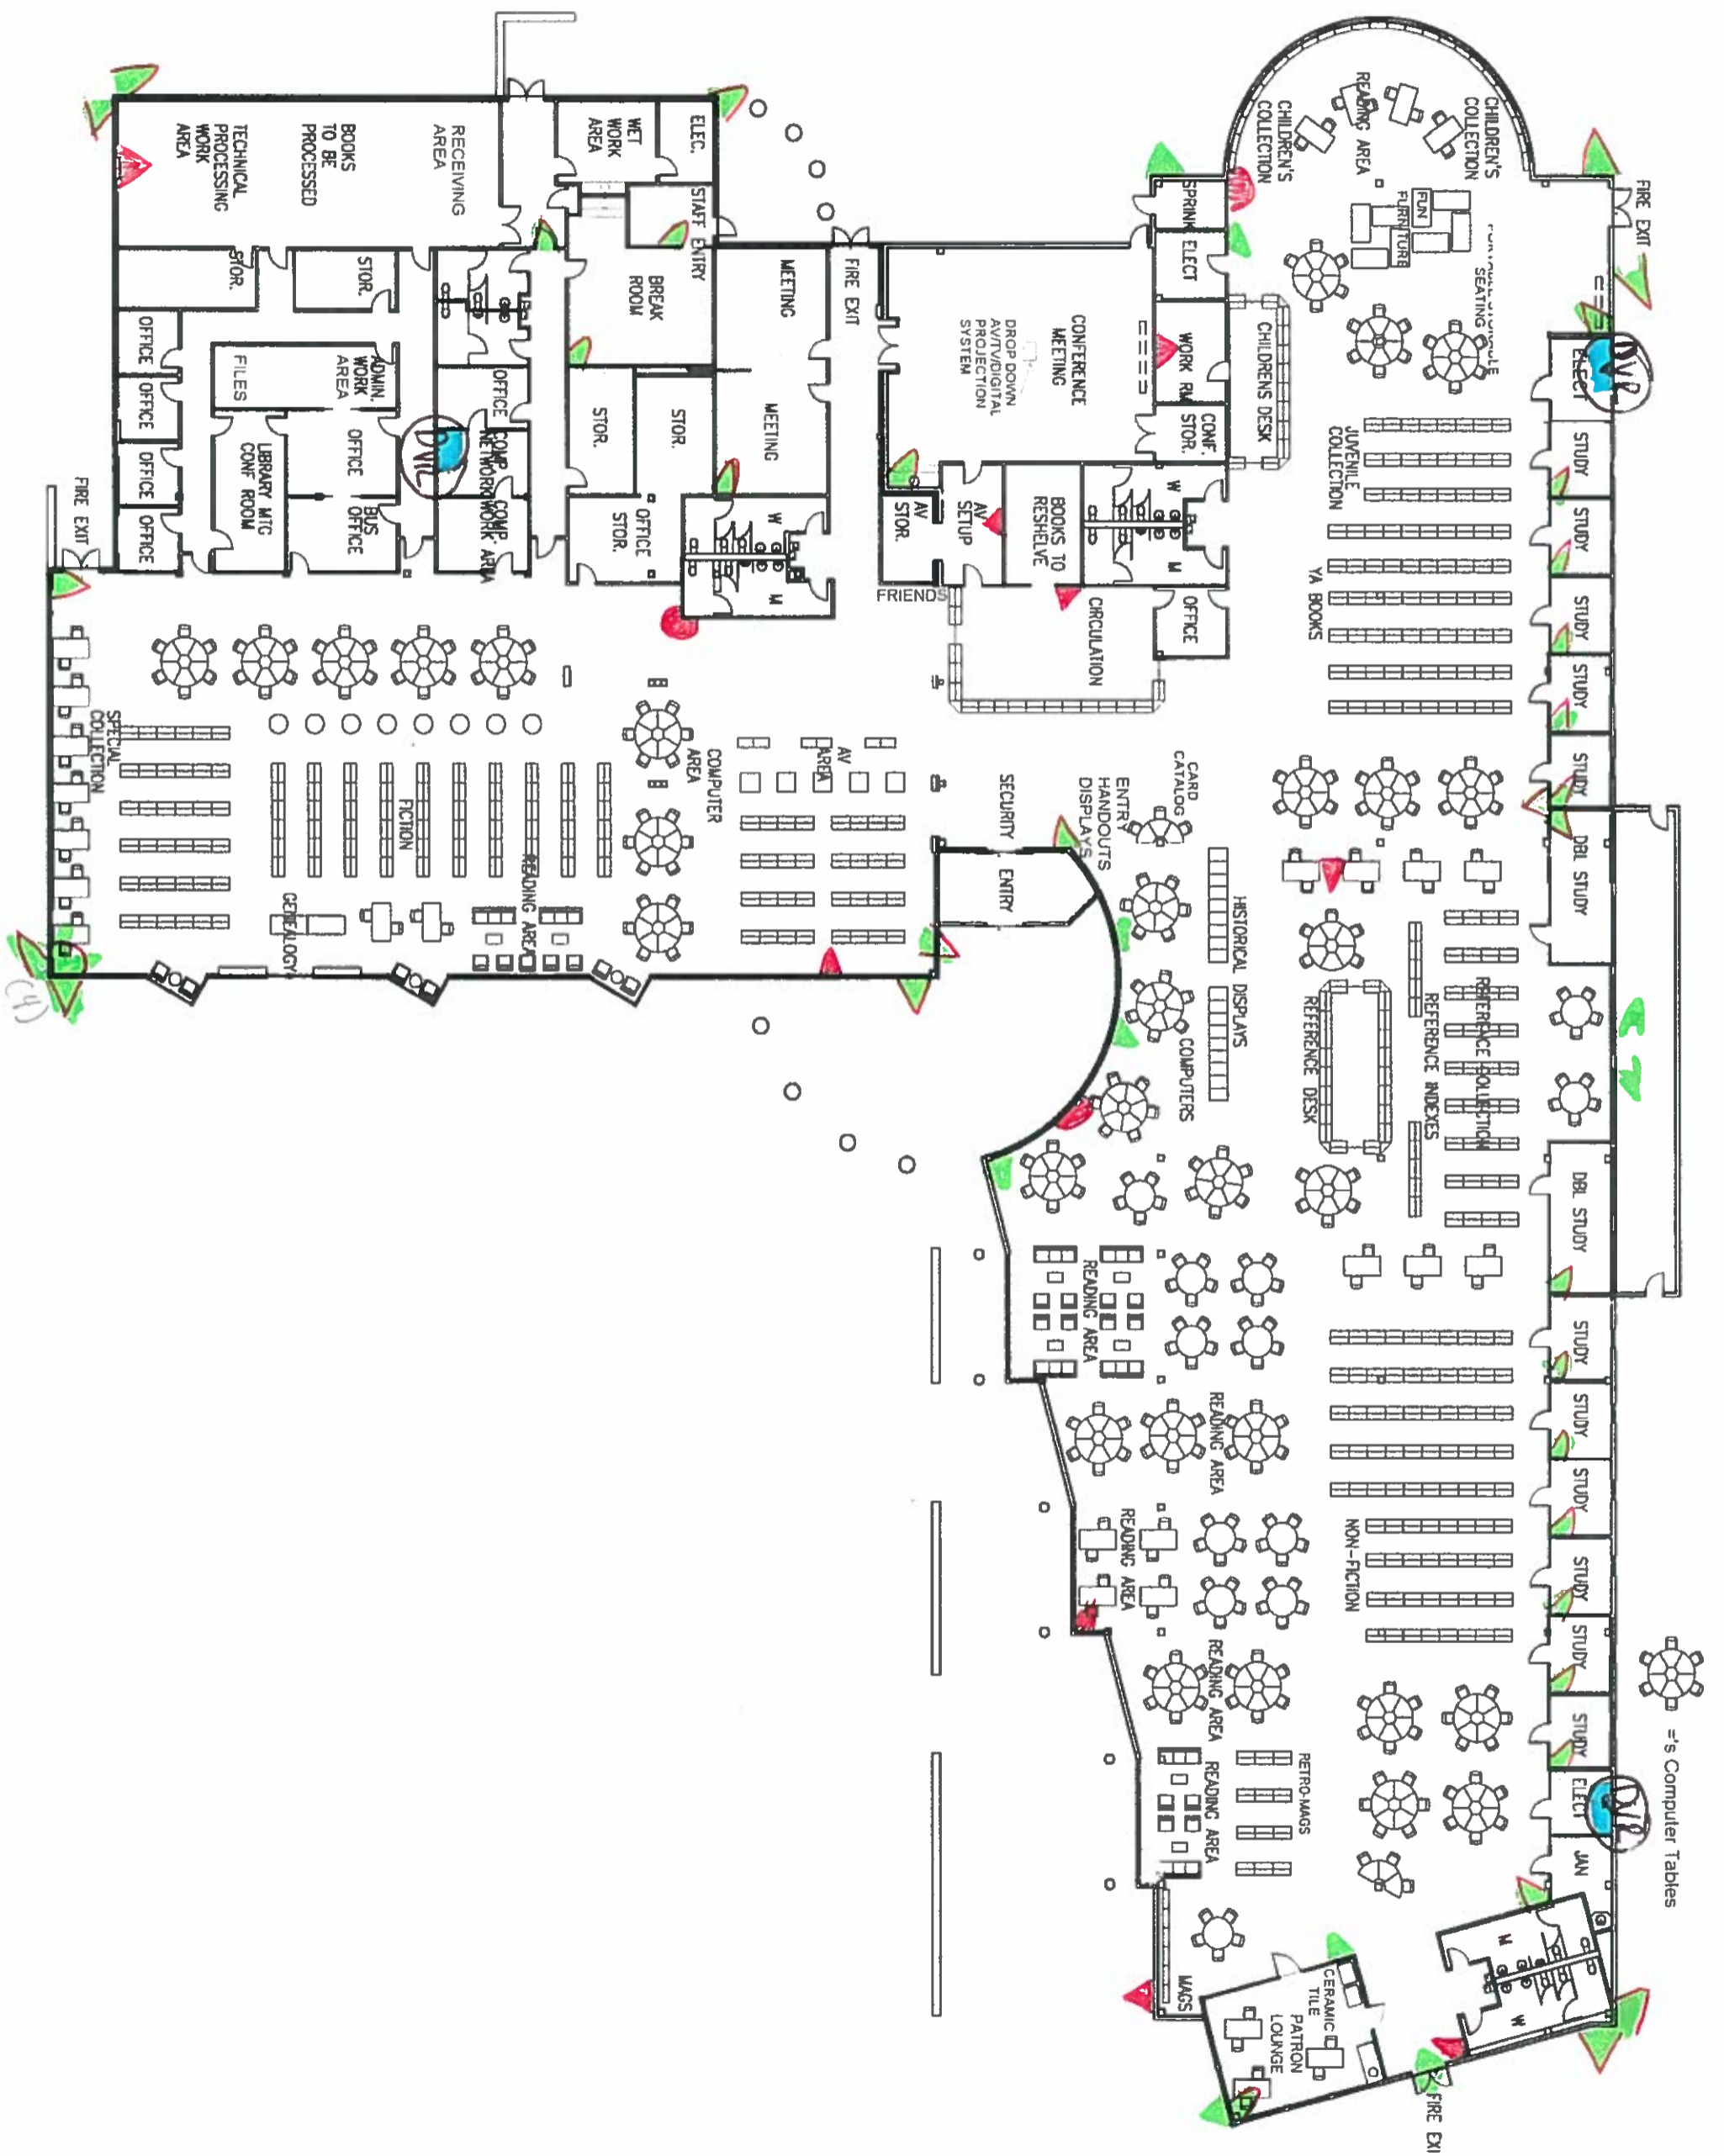 FIRE EXIT
CHILDREN'S
COLLECTION
READING AREA
CHILDREN'S
COLLECTION
FUN
FURNITURE
SEATING
SPRINK
ELECT
WORK RM
CONF.
STOR.
CHILDRENS DESK
JUVENILE
COLLECTION
YA BOOKS
ELECT
DVR
STUDY
STUDY
STUDY
STUDY
STUDY
DBL STUDY
DBL STUDY
STUDY
STUDY
STUDY
STUDY
STUDY
STUDY
ELECT
DVR
JAN
='s Computer Tables
ELEC.
WET
WORK
AREA
RECEIVING
AREA
BOOKS
TO BE
PROCESSED
TECHNICAL
PROCESSING
WORK
AREA
STAFF ENTRY
BREAK
ROOM
MEETING
MEETING
FIRE EXIT
CONFERENCE
MEETING
DROP DOWN
AV/TV/DIGITAL
PROJECTION
SYSTEM
STOR.
STOR.
OFFICE
OFFICE
OFFICE
OFFICE
FILES
ADMIN.
WORK
AREA
OFFICE
LIBRARY MTG
CONF ROOM
BUS
OFFICE
OFFICE
COMP.
NETWORK
COMP.
WORK AREA
STOR.
STOR.
OFFICE
STOR.
W
M
AV
STOR.
AV
SETUP
BOOKS TO
RESHELVE
W
M
OFFICE
CIRCULATION
FRIENDS
FIRE EXIT
SPECIAL
COLLECTION
FICTION
GENEALOGY
READING AREA
COMPUTER
AREA
AV
AREA
SECURITY
ENTRY
ENTRY
HANDOUTS
DISPLAYS
CARD
CATALOG
HISTORICAL DISPLAYS
COMPUTERS
REFERENCE DESK
REFERENCE INDEXES
REFERENCE COLLECTION
READING AREA
READING AREA
READING AREA
READING AREA
READING AREA
NON-FICTION
RETRO-MAGS
MAGS
CERAMIC
TILE
PATRON
LOUNGE
M
W
FIRE EXI
(4)